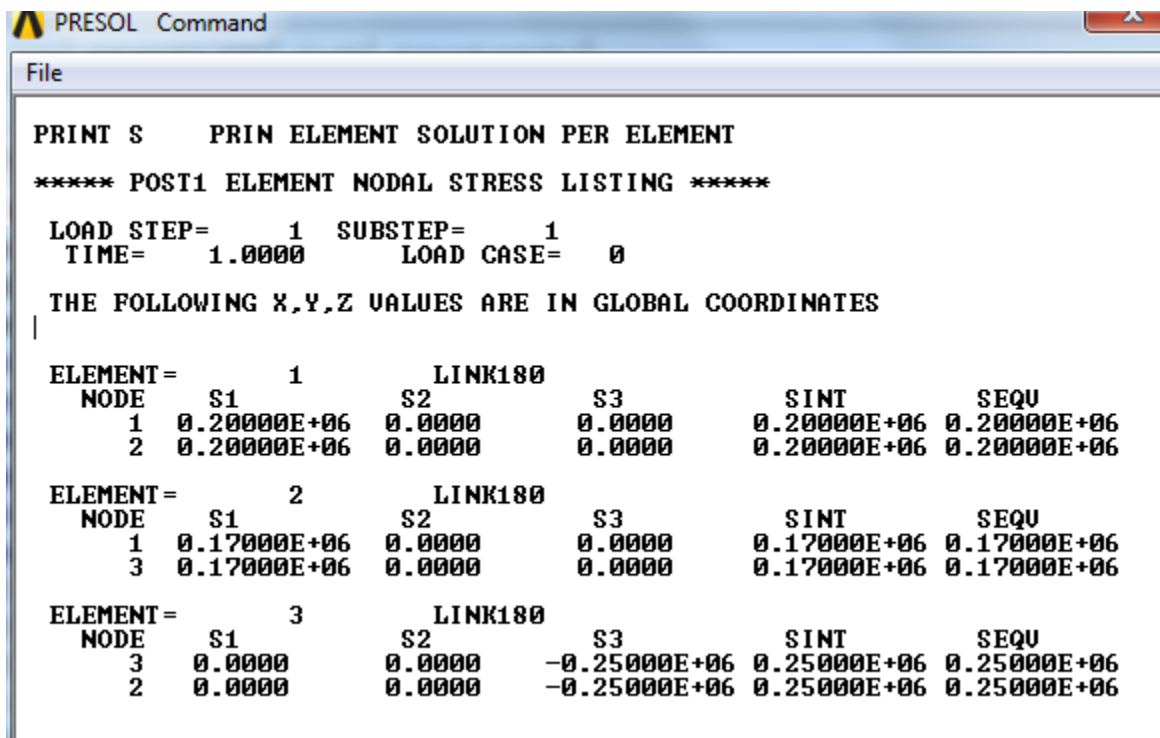 PRESOL Command
File
PRINT S PRIN ELEMENT SOLUTION PER ELEMENT
***** POST1 ELEMENT NODAL STRESS LISTING *****
LOAD STEP= 1 SUBSTEP= 1
TIME= 1.0000 LOAD CASE= 0
THE FOLLOWING X,Y,Z VALUES ARE IN GLOBAL COORDINATES
ELEMENT= 1 LINK180
NODE S1 S2 S3 SINT SEQV
1 0.20000E+06 0.0000 0.0000 0.20000E+06 0.20000E+06
2 0.20000E+06 0.0000 0.0000 0.20000E+06 0.20000E+06
ELEMENT= 2 LINK180
NODE S1 S2 S3 SINT SEQV
1 0.17000E+06 0.0000 0.0000 0.17000E+06 0.17000E+06
3 0.17000E+06 0.0000 0.0000 0.17000E+06 0.17000E+06
ELEMENT= 3 LINK180
NODE S1 S2 S3 SINT SEQV
3 0.0000 0.0000 -0.25000E+06 0.25000E+06 0.25000E+06
2 0.0000 0.0000 -0.25000E+06 0.25000E+06 0.25000E+06